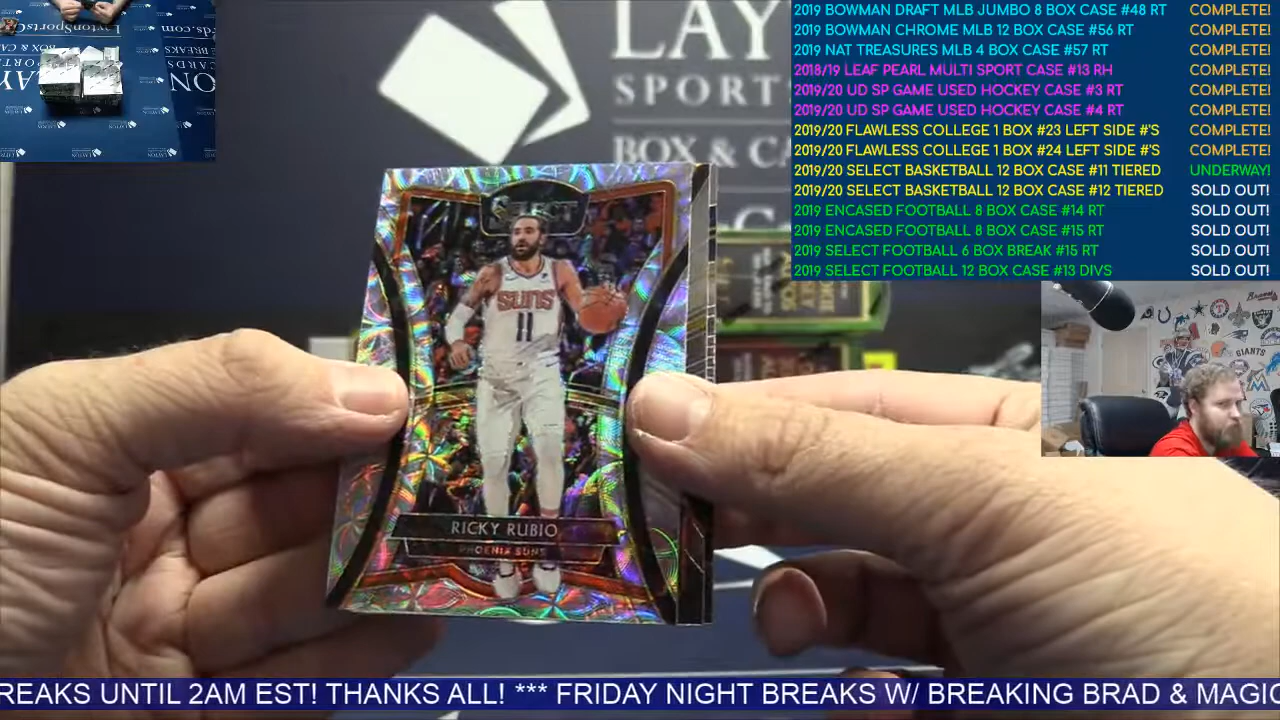 LaytonSportsC
rds.com
LAY
SPORTS
BOX & CA
2019 BOWMAN DRAFT MLB JUMBO 8 BOX CASE #48 RT COMPLETE!
2019 BOWMAN CHROME MLB 12 BOX CASE #56 RT COMPLETE!
2019 NAT TREASURES MLB 4 BOX CASE #57 RT COMPLETE!
2018/19 LEAF PEARL MULTI SPORT CASE #13 RH COMPLETE!
2019/20 UD SP GAME USED HOCKEY CASE #3 RT COMPLETE!
2019/20 UD SP GAME USED HOCKEY CASE #4 RT COMPLETE!
2019/20 FLAWLESS COLLEGE 1 BOX #23 LEFT SIDE #'S COMPLETE!
2019/20 FLAWLESS COLLEGE 1 BOX #24 LEFT SIDE #'S COMPLETE!
2019/20 SELECT BASKETBALL 12 BOX CASE #11 TIERED UNDERWAY!
2019/20 SELECT BASKETBALL 12 BOX CASE #12 TIERED SOLD OUT!
2019 ENCASED FOOTBALL 8 BOX CASE #14 RT SOLD OUT!
2019 ENCASED FOOTBALL 8 BOX CASE #15 RT SOLD OUT!
2019 SELECT FOOTBALL 6 BOX BREAK #15 RT SOLD OUT!
2019 SELECT FOOTBALL 12 BOX CASE #13 DIVS SOLD OUT!
SELECT
SUNS
11
RICKY RUBIO
PHOENIX SUNS
GIANTS
REAKS UNTIL 2AM EST! THANKS ALL! *** FRIDAY NIGHT BREAKS W/ BREAKING BRAD & MAGIC